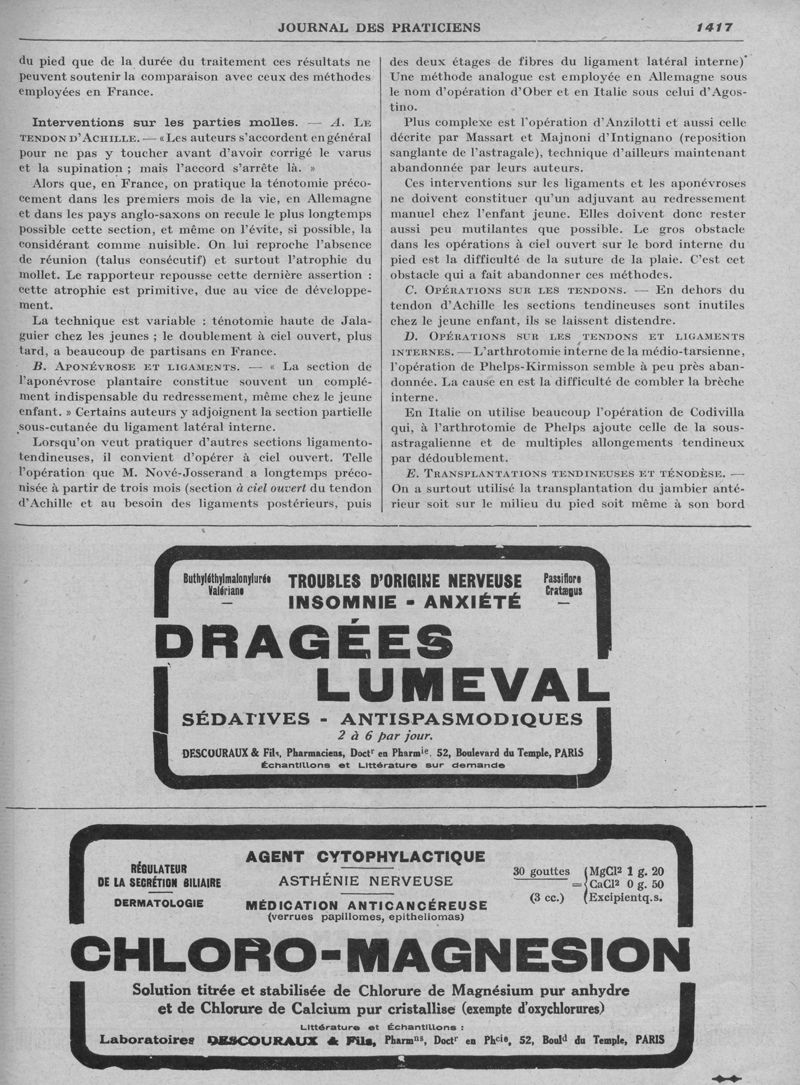 JOURNAL DES PRATICIENS 1417
du pied que de la durée du traitement ces résultats ne
peuvent soutenir la comparaison avec ceux des méthodes
employées en France.
Interventions sur les parties molles. — A. LE
TENDON D'ACHILLE. — « Les auteurs s'accordent en général
pour ne pas y toucher avant d'avoir corrigé le varus
et la supination ; mais l'accord s'arrête là. »
Alors que, en France, on pratique la ténotomie préco-
cement dans les premiers mois de la vie, en Allemagne
et dans les pays anglo-saxons on recule le plus longtemps
possible cette section, et même on l'évite, si possible, la
considérant comme nuisible. On lui reproche l'absence
de réunion (talus consécutif) et surtout l'atrophie du
mollet. Le rapporteur repousse cette dernière assertion :
cette atrophie est primitive, due au vice de développe-
ment.
La technique est variable : ténotomie haute de Jala-
guier chez les jeunes ; le doublement à ciel ouvert, plus
tard, a beaucoup de partisans en France.
B. APONÉVROSE ET LIGAMENTS. — « La section de
l'aponévrose plantaire constitue souvent un complé-
ment indispensable du redressement, même chez le jeune
enfant. » Certains auteurs y adjoignent la section partielle
sous-cutanée du ligament latéral interne.
Lorsqu'on veut pratiquer d'autres sections ligamento-
tendineuses, il convient d'opérer à ciel ouvert. Telle
l'opération que M. Nové-Josserand a longtemps préco-
nisée à partir de trois mois (section à ciel ouvert du tendon
d'Achille et au besoin des ligaments postérieurs, puis
des deux étages de fibres du ligament latéral interne)
Une méthode analogue est employée en Allemagne sous
le nom d'opération d'Ober et en Italie sous celui d'Agos-
tino.
Plus complexe est l'opération d'Anzilotti et aussi celle
décrite par Massart et Majnoni d'Intignano (reposition
sanglante de l'astragale), technique d'ailleurs maintenant
abandonnée par leurs auteurs.
Ces interventions sur les ligaments et les aponévroses
ne doivent constituer qu'un adjuvant au redressement
manuel chez l'enfant jeune. Elles doivent donc rester
aussi peu mutilantes que possible. Le gros obstacle
dans les opérations à ciel ouvert sur le bord interne du
pied est la difficulté de la suture de la plaie. C'est cet
obstacle qui a fait abandonner ces méthodes.
C. OPÉRATIONS SUR LES TENDONS. — En dehors du
tendon d'Achille les sections tendineuses sont inutiles
chez le jeune enfant, ils se laissent distendre.
D. OPÉRATIONS SUR LES TENDONS ET LIGAMENTS
INTERNES. — L'arthrotomie interne de la médio-tarsienne,
l'opération de Phelps-Kirmisson semble à peu près aban-
donnée. La cause en est la difficulté de combler la brèche
interne.
En Italie on utilise beaucoup l'opération de Codivilla
qui, à l'arthrotomie de Phelps ajoute celle de la sous-
astragalienne et de multiples allongements tendineux
par dédoublement.
E. TRANSPLANTATIONS TENDINEUSES ET TÉNODÈSE. —
On a surtout utilisé la transplantation du jambier anté-
rieur soit sur le milieu du pied soit même à son bord
Buthyléthylmalonylurée
Valériane
—
TROUBLES D'ORIGINE NERVEUSE
INSOMNIE - ANXIÉTÉ
Passiflore
Cratægus
—
DRAGÉES
LUMEVAL
SÉDATIVES - ANTISPASMODIQUES
2 à 6 par jour.
DESCOURAUX & Fils, Pharmaciens, Doctr en Pharmie, 52, Boulevard du Temple, PARIS
Échantillons et Littérature sur demande
RÉGULATEUR
DE LA SECRÉTION BILIAIRE
DERMATOLOGIE
AGENT CYTOPHYLACTIQUE
ASTHÉNIE NERVEUSE
MÉDICATION ANTICANCÉREUSE
(verrues papillomes, epitheliomas)
30 gouttes
(3 cc.)
=
MgCl2 1 g. 20
CaCl2 0 g. 50
Excipient q.s.
CHLORO-MAGNESION
Solution titrée et stabilisée de Chlorure de Magnésium pur anhydre
et de Chlorure de Calcium pur cristallise (exempte d'oxychlorures)
Littérature et Échantillons :
Laboratoires DESCOURAUX & Fils, Pharmns, Doctr en Phcie, 52, Bould du Temple, PARIS